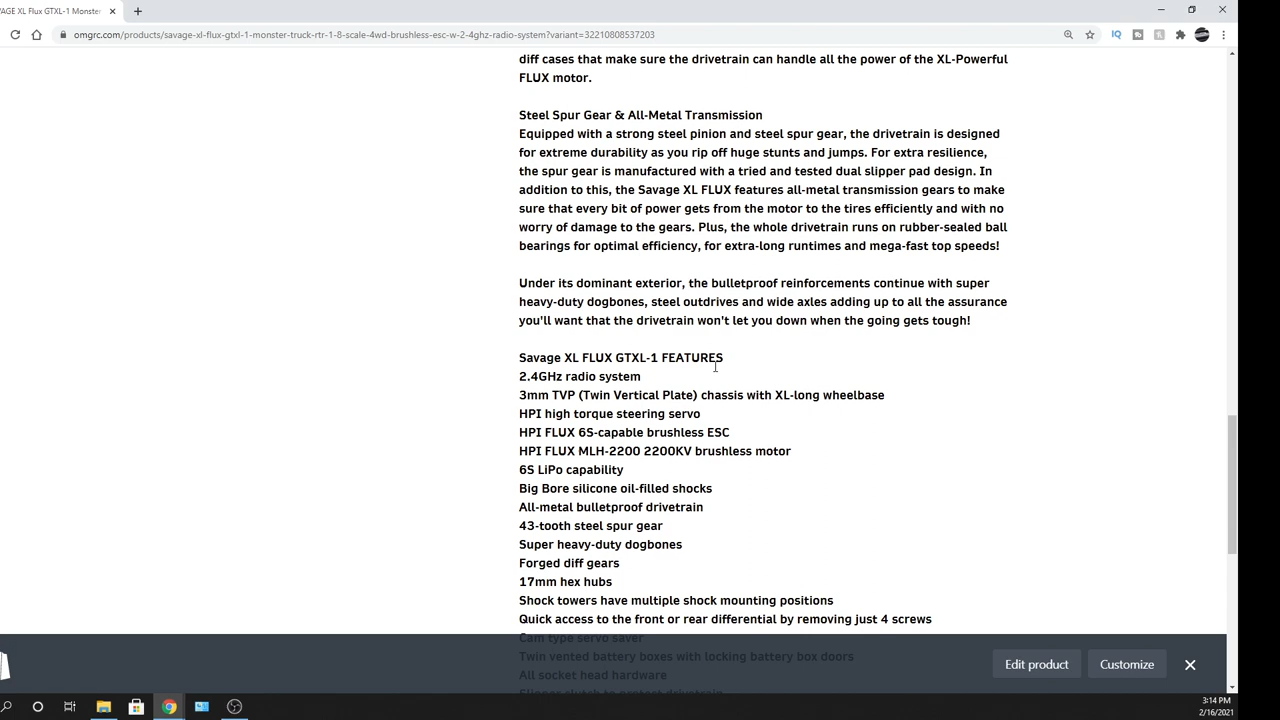 AVAGE XL Flux GTXL-1 Monster
omgrc.com/products/savage-xl-flux-gtxl-1-monster-truck-rtr-1-8-scale-4wd-brushless-esc-w-2-4ghz-radio-system?variant=32210808537203
diff cases that make sure the drivetrain can handle all the power of the XL-Powerful
FLUX motor.
Steel Spur Gear & All-Metal Transmission
Equipped with a strong steel pinion and steel spur gear, the drivetrain is designed
for extreme durability as you rip off huge stunts and jumps. For extra resilience,
the spur gear is manufactured with a tried and tested dual slipper pad design. In
addition to this, the Savage XL FLUX features all-metal transmission gears to make
sure that every bit of power gets from the motor to the tires efficiently and with no
worry of damage to the gears. Plus, the whole drivetrain runs on rubber-sealed ball
bearings for optimal efficiency, for extra-long runtimes and mega-fast top speeds!
Under its dominant exterior, the bulletproof reinforcements continue with super
heavy-duty dogbones, steel outdrives and wide axles adding up to all the assurance
you'll want that the drivetrain won't let you down when the going gets tough!
Savage XL FLUX GTXL-1 FEATURES
2.4GHz radio system
3mm TVP (Twin Vertical Plate) chassis with XL-long wheelbase
HPI high torque steering servo
HPI FLUX 6S-capable brushless ESC
HPI FLUX MLH-2200 2200KV brushless motor
6S LiPo capability
Big Bore silicone oil-filled shocks
All-metal bulletproof drivetrain
43-tooth steel spur gear
Super heavy-duty dogbones
Forged diff gears
17mm hex hubs
Shock towers have multiple shock mounting positions
Quick access to the front or rear differential by removing just 4 screws
Cam type servo saver
Twin vented battery boxes with locking battery box doors
All socket head hardware
Slipper clutch to protect drivetrain
Edit product
Customize
3:14 PM
2/16/2021